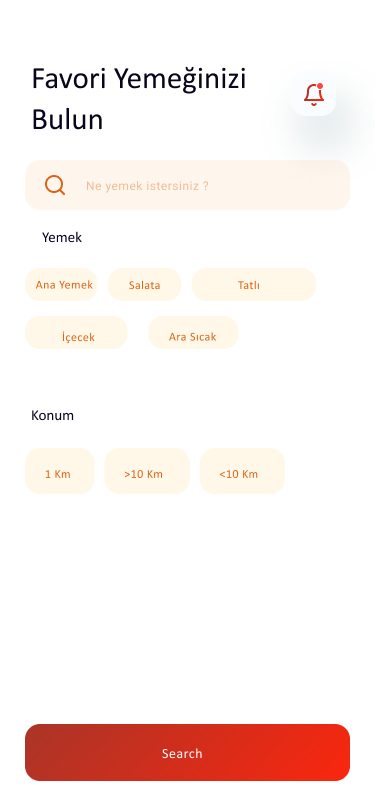 Favori Yemeğinizi
Bulun
Ne yemek istersiniz ?
Yemek
Ana Yemek Salata Tatlı
İçecek Ara Sıcak
Konum
1 Km >10 Km <10 Km
Search